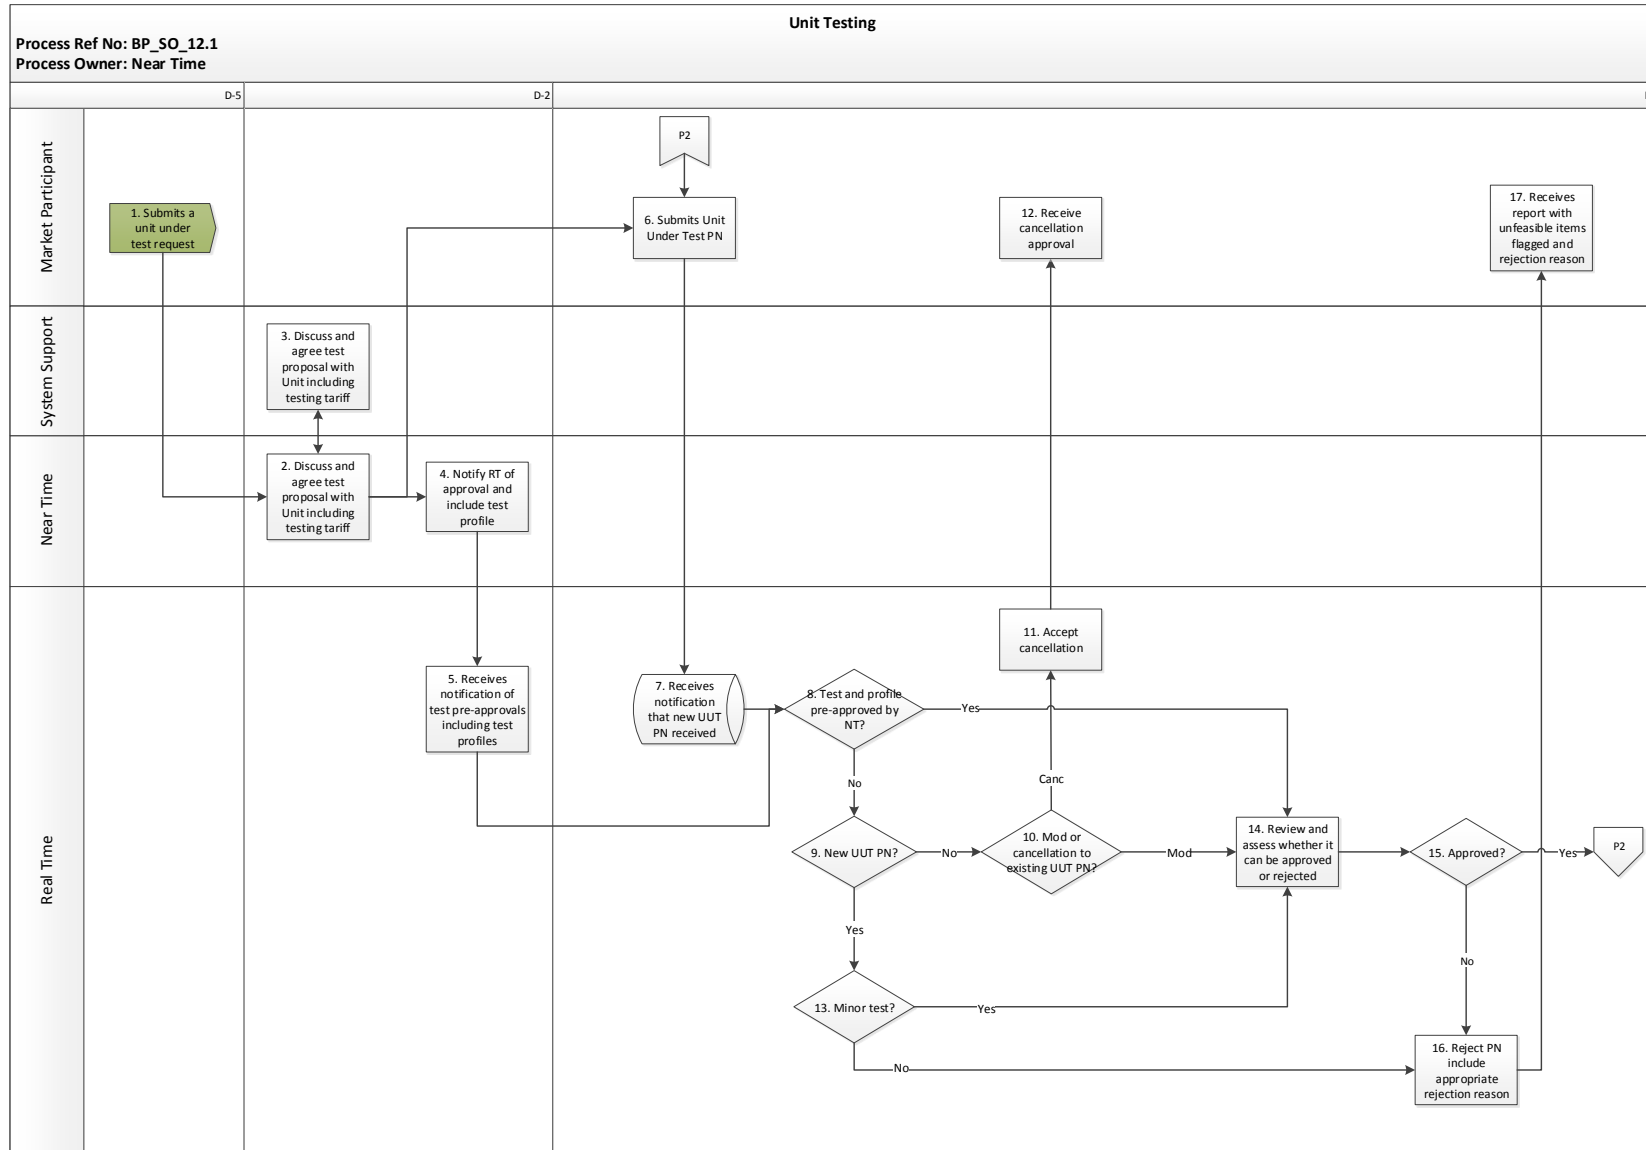 Unit Testing
Process Ref No: BP_SO_12.1
Process Owner: Near Time
D-5
D-2
Market Participant
P2
1. Submits a
unit under
test request
6. Submits Unit
Under Test PN
12. Receive
cancellation
approval
17. Receives
report with
unfeasible items
flagged and
rejection reason
System Support
3. Discuss and
agree test
proposal with
Unit including
testing tariff
Near Time
2. Discuss and
agree test
proposal with
Unit including
testing tariff
4. Notify RT of
approval and
include test
profile
Real Time
5. Receives
notification of
test pre-approvals
including test
profiles
7. Receives
notification
that new UUT
PN received
8. Test and profile
pre-approved by
NT?
Yes
No
11. Accept
cancellation
Canc
9. New UUT PN?
No
10. Mod or
cancellation to
existing UUT PN?
Mod
14. Review and
assess whether it
can be approved
or rejected
15. Approved?
Yes
P2
Yes
No
13. Minor test?
Yes
No
16. Reject PN
include
appropriate
rejection reason